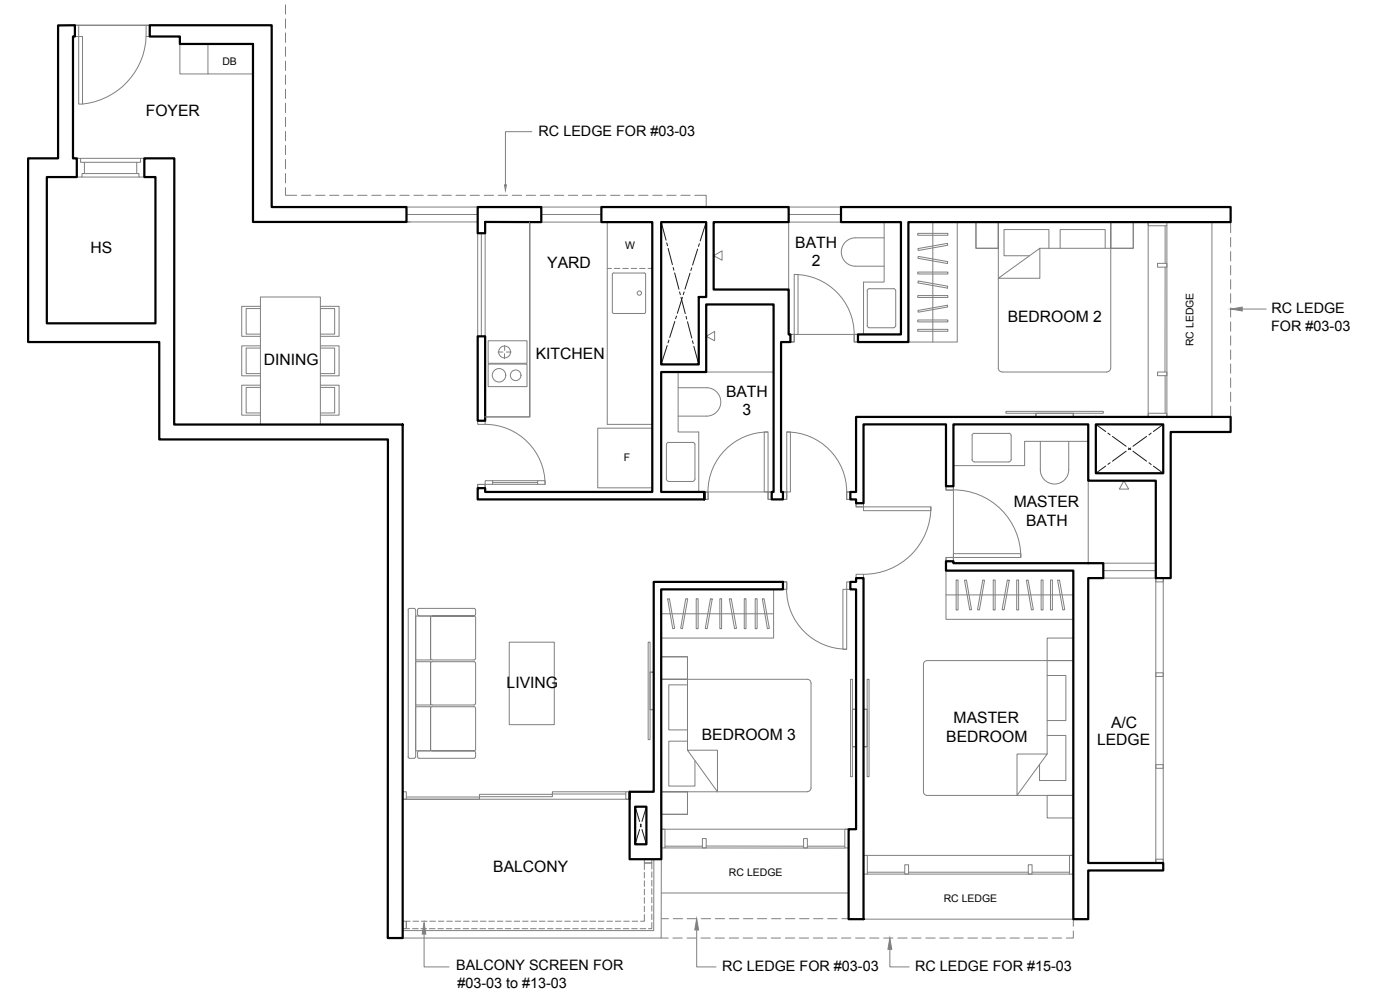 DB
FOYER
RC LEDGE FOR #03-03
HS
YARD
W
BATH
2
BEDROOM 2
RC LEDGE
RC LEDGE
FOR #03-03
DINING
KITCHEN
BATH
3
F
MASTER
BATH
LIVING
BEDROOM 3
MASTER
BEDROOM
A/C
LEDGE
BALCONY
RC LEDGE
RC LEDGE
BALCONY SCREEN FOR
#03-03 to #13-03
RC LEDGE FOR #03-03
RC LEDGE FOR #15-03